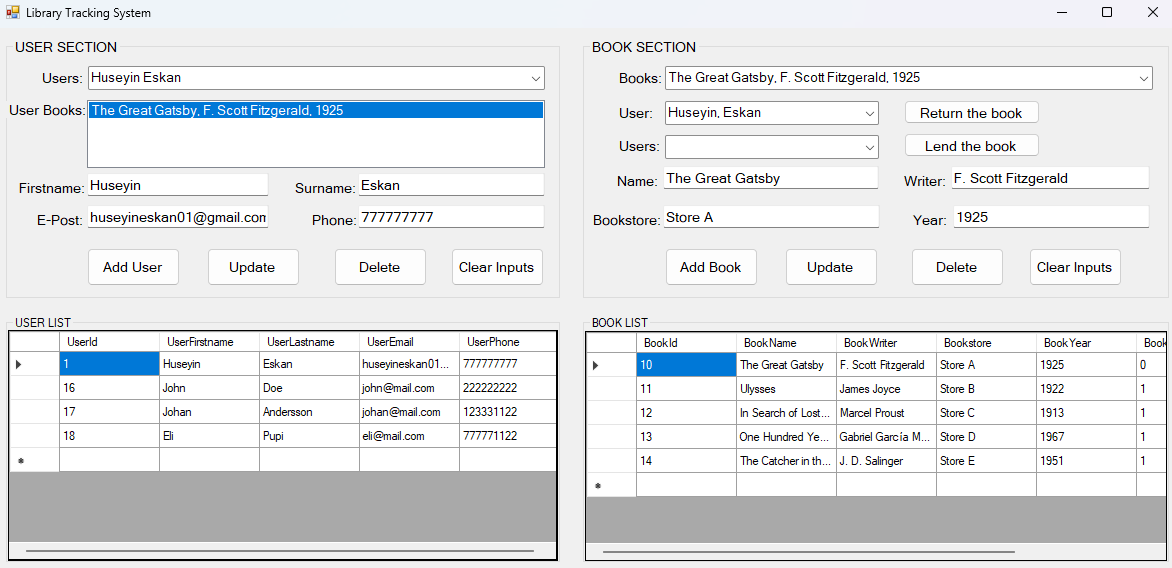 Library Tracking System
USER SECTION
Users: Huseyin Eskan
User Books: The Great Gatsby, F. Scott Fitzgerald, 1925
Firstname: Huseyin Surname: Eskan
E-Post: huseyineskan01@gmail.com Phone: 777777777
Add User Update Delete Clear Inputs
BOOK SECTION
Books: The Great Gatsby, F. Scott Fitzgerald, 1925
User: Huseyin, Eskan Return the book
Users: Lend the book
Name: The Great Gatsby Writer: F. Scott Fitzgerald
Bookstore: Store A Year: 1925
Add Book Update Delete Clear Inputs
USER LIST
UserId UserFirstname UserLastname UserEmail UserPhone
1 Huseyin Eskan huseyineskan01... 777777777
16 John Doe john@mail.com 222222222
17 Johan Andersson johan@mail.com 123331122
18 Eli Pupi eli@mail.com 777771122
BOOK LIST
BookId BookName BookWriter Bookstore BookYear Book
10 The Great Gatsby F. Scott Fitzgerald Store A 1925 0
11 Ulysses James Joyce Store B 1922 1
12 In Search of Lost... Marcel Proust Store C 1913 1
13 One Hundred Ye... Gabriel García M... Store D 1967 1
14 The Catcher in th... J. D. Salinger Store E 1951 1